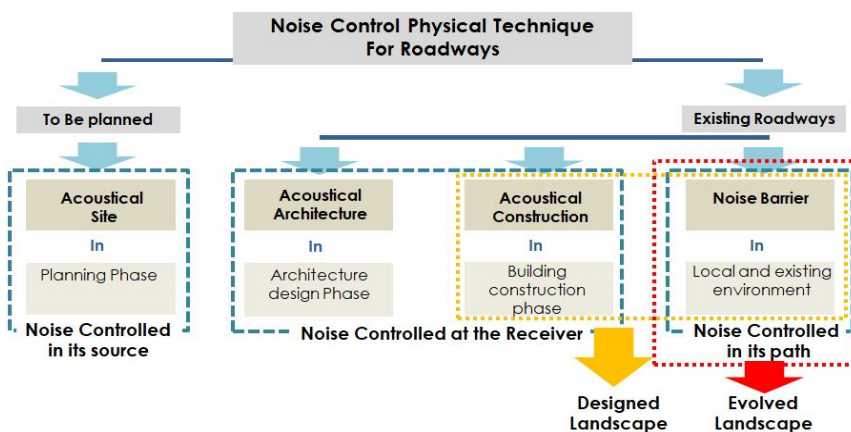 Noise Control Physical Technique
For Roadways
To Be planned
Existing Roadways
Acoustical
Site
In
Planning Phase
Noise Controlled
in its source
Acoustical
Architecture
In
Architecture
design Phase
Acoustical
Construction
In
Building
construction
phase
Noise Controlled at the Receiver
Noise Barrier
In
Local and existing
environment
Noise Controlled
in its path
Designed
Landscape
Evolved
Landscape